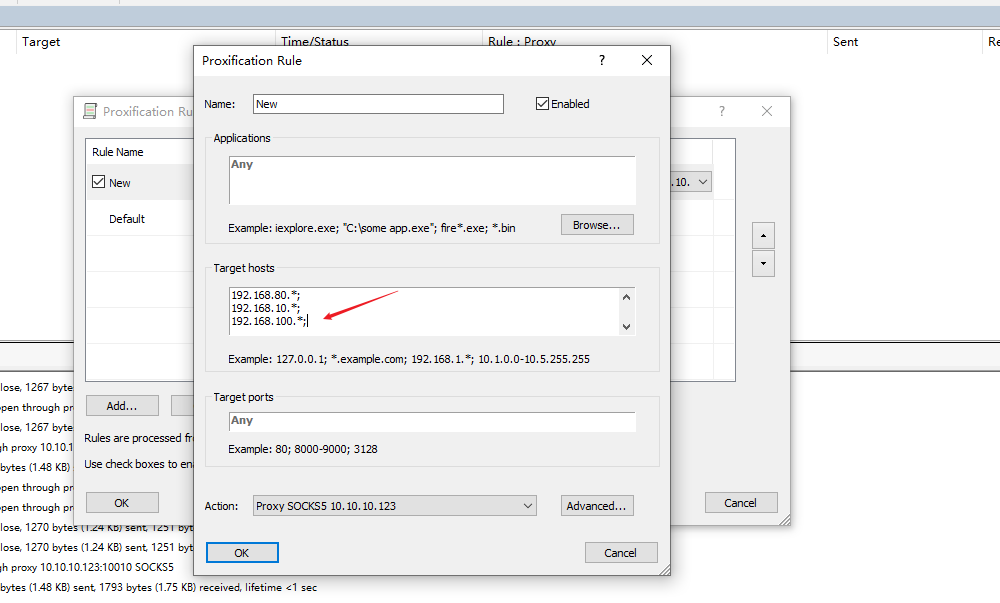 Target Time/Status Rule : Proxy Sent Re
Proxification Rule ? ×
Name: New Enabled
Applications
Any
Example: iexplore.exe; "C:\some app.exe"; fire*.exe; *.bin Browse...
Target hosts
192.168.80.*;
192.168.10.*;
192.168.100.*;
Example: 127.0.0.1; *.example.com; 192.168.1.*; 10.1.0.0-10.5.255.255
Target ports
Any
Example: 80; 8000-9000; 3128
Action: Proxy SOCKS5 10.10.10.123 Advanced...
OK Cancel
Proxification Ru ?
Rule Name
New .10.
Default
Add...
Rules are processed fr
Use check boxes to en
OK Cancel
lose, 1267 byte
open through pr
lose, 1267 byte
gh proxy 10.10.1
bytes (1.48 KB)
open through pr
open through pr
lose, 1270 bytes (1.24 KB) sent, 1251 byt
lose, 1270 bytes (1.24 KB) sent, 1251 byt
gh proxy 10.10.10.123:10010 SOCKS5
bytes (1.48 KB) sent, 1793 bytes (1.75 KB) received, lifetime <1 sec